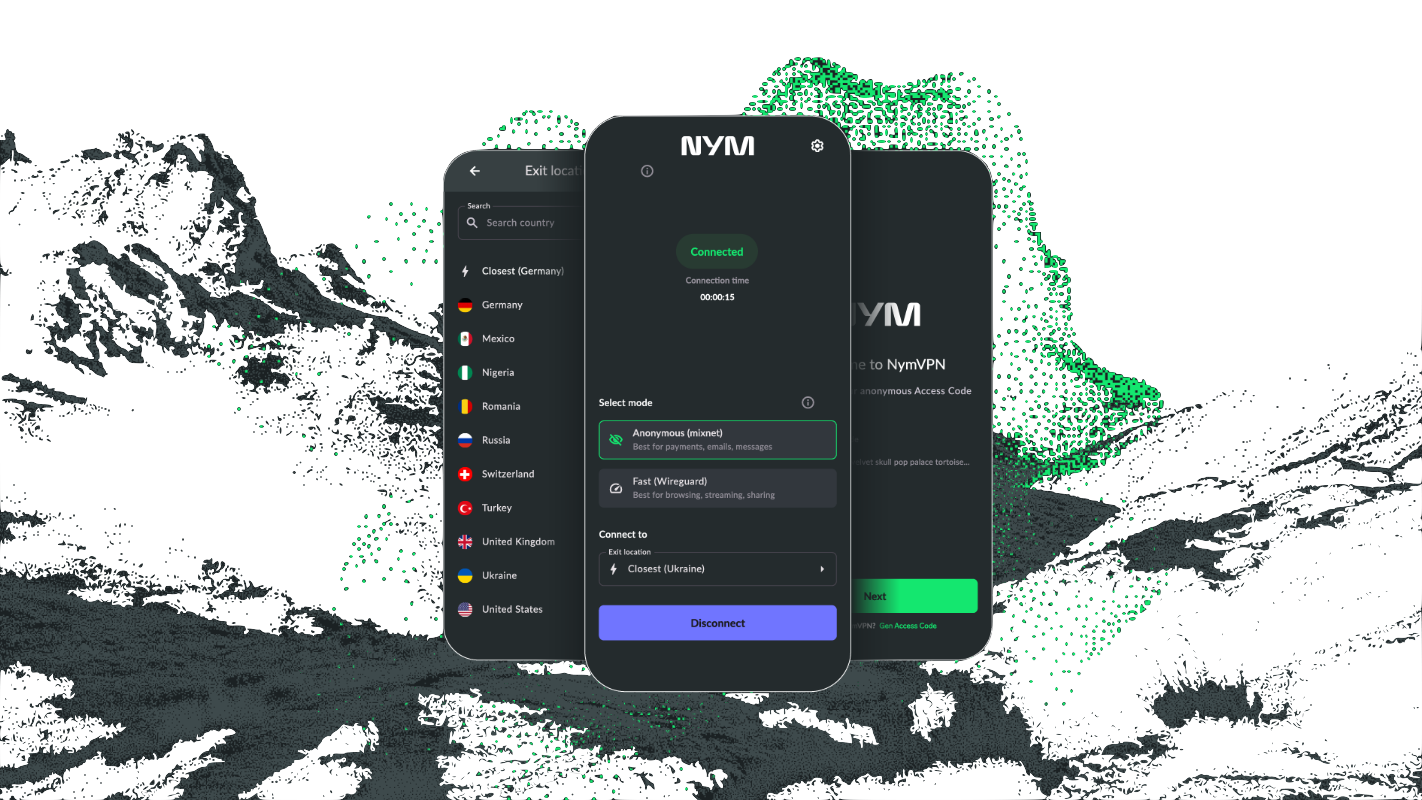 Exit locati
Search
Search country
Closest (Germany)
Germany
Mexico
Nigeria
Romania
Russia
Switzerland
Turkey
United Kingdom
Ukraine
United States
NYM
Connected
Connection time
00:00:15
Select mode
Anonymous (mixnet)
Best for payments, emails, messages
Fast (Wireguard)
Best for browsing, streaming, sharing
Connect to
Exit location
Closest (Ukraine)
Disconnect
NYM
ne to NymVPN
anonymous Access Code
skull pop palace tortoise...
Next
VPN? Gen Access Code